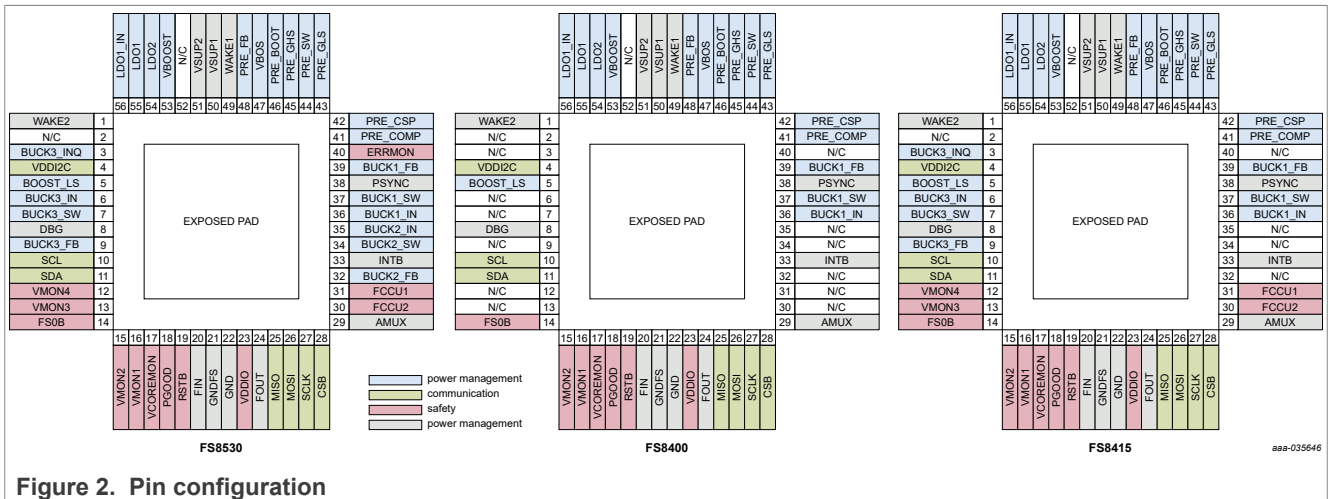 LDO1_IN LDO1 LDO2 VBOOST N/C VSUP2 VSUP1 WAKE1 PRE_FB VBOS PRE_BOOT PRE_GHS PRE_SW PRE_GLS
56 55 54 53 52 51 50 49 48 47 46 45 44 43
WAKE2 1 42 PRE_CSP
N/C 2 41 PRE_COMP
BUCK3_INQ 3 40 ERRMON
VDDI2C 4 39 BUCK1_FB
BOOST_LS 5 38 PSYNC
BUCK3_IN 6 37 BUCK1_SW
BUCK3_SW 7 36 BUCK1_IN
DBG 8 35 BUCK2_IN
BUCK3_FB 9 34 BUCK2_SW
SCL 10 33 INTB
SDA 11 32 BUCK2_FB
VMON4 12 31 FCCU1
VMON3 13 30 FCCU2
FS0B 14 29 AMUX
EXPOSED PAD
15 16 17 18 19 20 21 22 23 24 25 26 27 28
VMON2 VMON1 VCOREMON PGOOD RSTB FIN GNDFS GND VDDIO FOUT MISO MOSI SCLK CSB
FS8530
power management
communication
safety
power management
LDO1_IN LDO1 LDO2 VBOOST N/C VSUP2 VSUP1 WAKE1 PRE_FB VBOS PRE_BOOT PRE_GHS PRE_SW PRE_GLS
56 55 54 53 52 51 50 49 48 47 46 45 44 43
WAKE2 1 42 PRE_CSP
N/C 2 41 PRE_COMP
N/C 3 40 N/C
VDDI2C 4 39 BUCK1_FB
BOOST_LS 5 38 PSYNC
N/C 6 37 BUCK1_SW
N/C 7 36 BUCK1_IN
DBG 8 35 N/C
N/C 9 34 N/C
SCL 10 33 INTB
SDA 11 32 N/C
N/C 12 31 N/C
N/C 13 30 N/C
FS0B 14 29 AMUX
EXPOSED PAD
15 16 17 18 19 20 21 22 23 24 25 26 27 28
VMON2 VMON1 VCOREMON PGOOD RSTB FIN GNDFS GND VDDIO FOUT MISO MOSI SCLK CSB
FS8400
LDO1_IN LDO1 LDO2 VBOOST N/C VSUP2 VSUP1 WAKE1 PRE_FB VBOS PRE_BOOT PRE_GHS PRE_SW PRE_GLS
56 55 54 53 52 51 50 49 48 47 46 45 44 43
WAKE2 1 42 PRE_CSP
N/C 2 41 PRE_COMP
BUCK3_INQ 3 40 N/C
VDDI2C 4 39 BUCK1_FB
BOOST_LS 5 38 PSYNC
BUCK3_IN 6 37 BUCK1_SW
BUCK3_SW 7 36 BUCK1_IN
DBG 8 35 N/C
BUCK3_FB 9 34 N/C
SCL 10 33 INTB
SDA 11 32 N/C
VMON4 12 31 FCCU1
VMON3 13 30 FCCU2
FS0B 14 29 AMUX
EXPOSED PAD
15 16 17 18 19 20 21 22 23 24 25 26 27 28
VMON2 VMON1 VCOREMON PGOOD RSTB FIN GNDFS GND VDDIO FOUT MISO MOSI SCLK CSB
FS8415
aaa-035646
Figure 2. Pin configuration